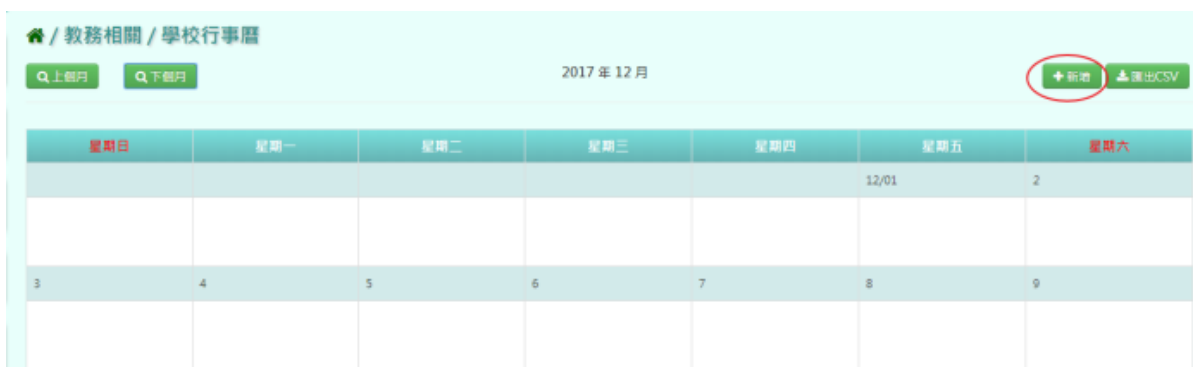 / 教務相關 / 學校行事曆
上個月 下個月 2017 年 12 月 +新增 匯出CSV
星期日 星期一 星期二 星期三 星期四 星期五 星期六
12/01 2
3 4 5 6 7 8 9